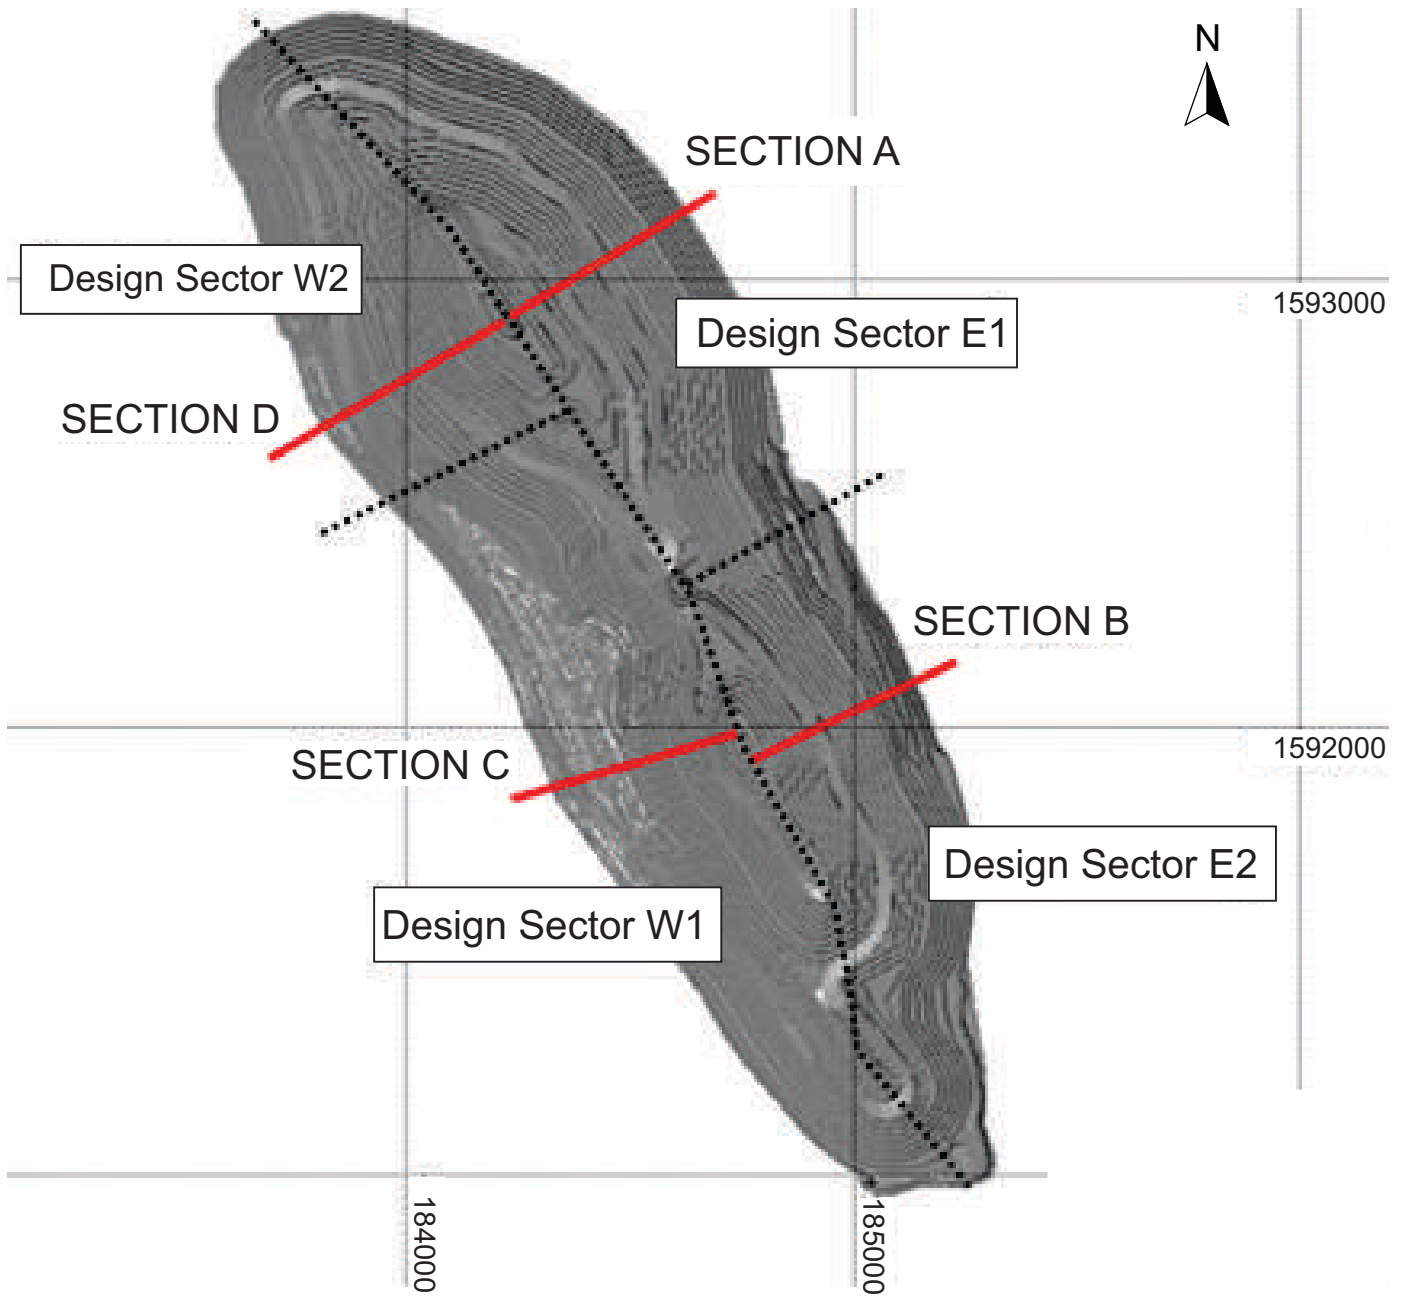 N
SECTION A
Design Sector W2
1593000
Design Sector E1
SECTION D
SECTION B
1592000
SECTION C
Design Sector E2
Design Sector W1
184000
185000